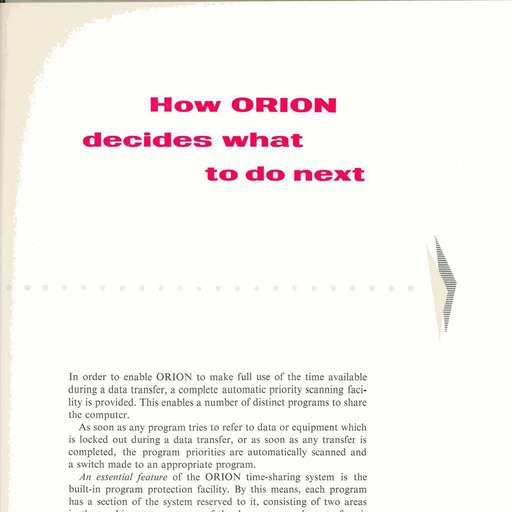 How ORION
decides what
to do next
In order to enable ORION to make full use of the time available
during a data transfer, a complete automatic priority scanning faci-
lity is provided. This enables a number of distinct programs to share
the computer.
As soon as any program tries to refer to data or equipment which
is locked out during a data transfer, or as soon as any transfer is
completed, the program priorities are automatically scanned and
a switch made to an appropriate program.
An essential feature of the ORION time-sharing system is the
built-in program protection facility. By this means, each program
has a section of the system reserved to it, consisting of two areas